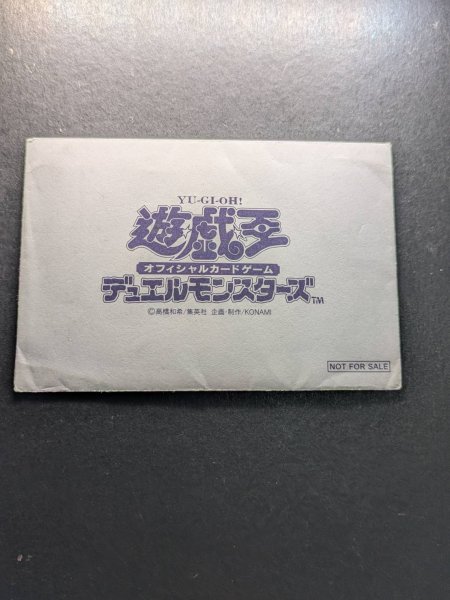 YU-GI-OH!
遊戯王
オフィシャルカードゲーム
デュエルモンスターズ™
©高橋和希/集英社 企画・制作/KONAMI
NOT FOR SALE